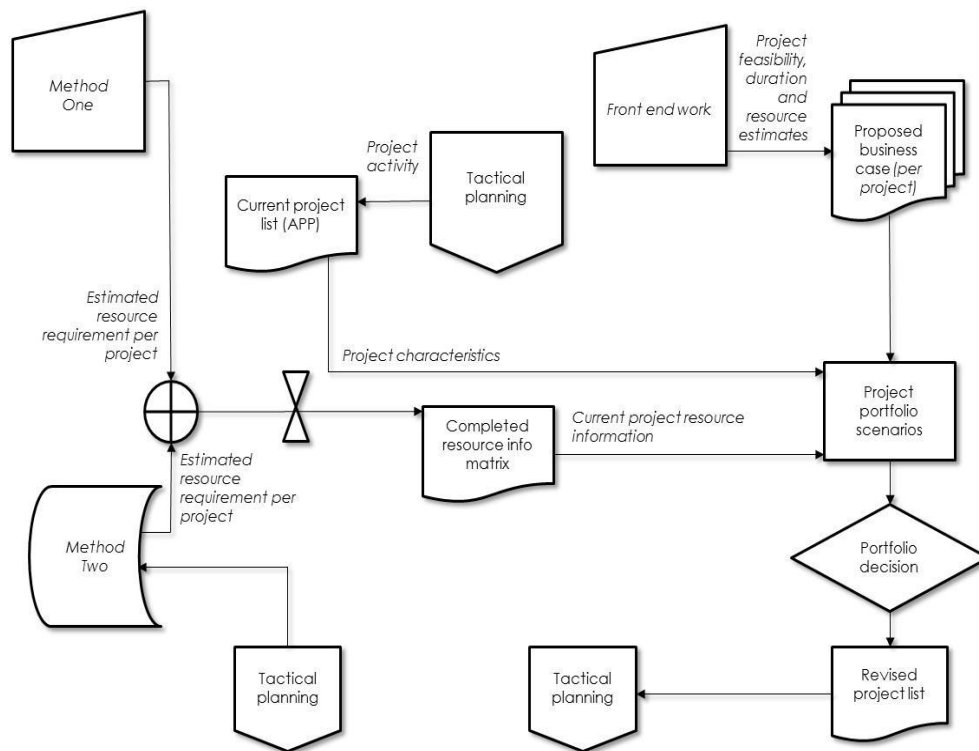 Method
One
Project
feasibility,
duration
and
resource
estimates
Front end work
Proposed
business
case (per
project)
Project
activity
Tactical
planning
Current project
list (APP)
Estimated
resource
requirement per
project
Project characteristics
Project
portfolio
scenarios
Completed
resource info
matrix
Current project resource
information
Estimated
resource
requirement per
project
Method
Two
Portfolio
decision
Tactical
planning
Tactical
planning
Revised
project list